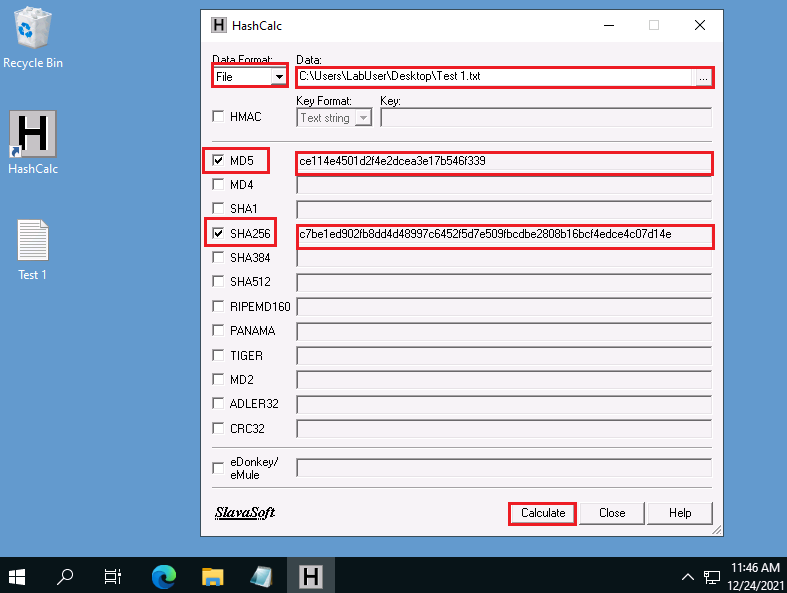 Recycle Bin
HashCalc
Test 1
HashCalc
Data Format:
Data:
File
C:\Users\LabUser\Desktop\Test 1.txt
...
Key Format:
Key:
HMAC
Text string
MD5
ce114e4501d2f4e2dcea3e17b546f339
MD4
SHA1
SHA256
c7be1ed902fb8dd4d48997c6452f5d7e509fbcdbe2808b16bcf4edce4c07d14e
SHA384
SHA512
RIPEMD160
PANAMA
TIGER
MD2
ADLER32
CRC32
eDonkey/
eMule
SlavaSoft
Calculate
Close
Help
11:46 AM
12/24/2021